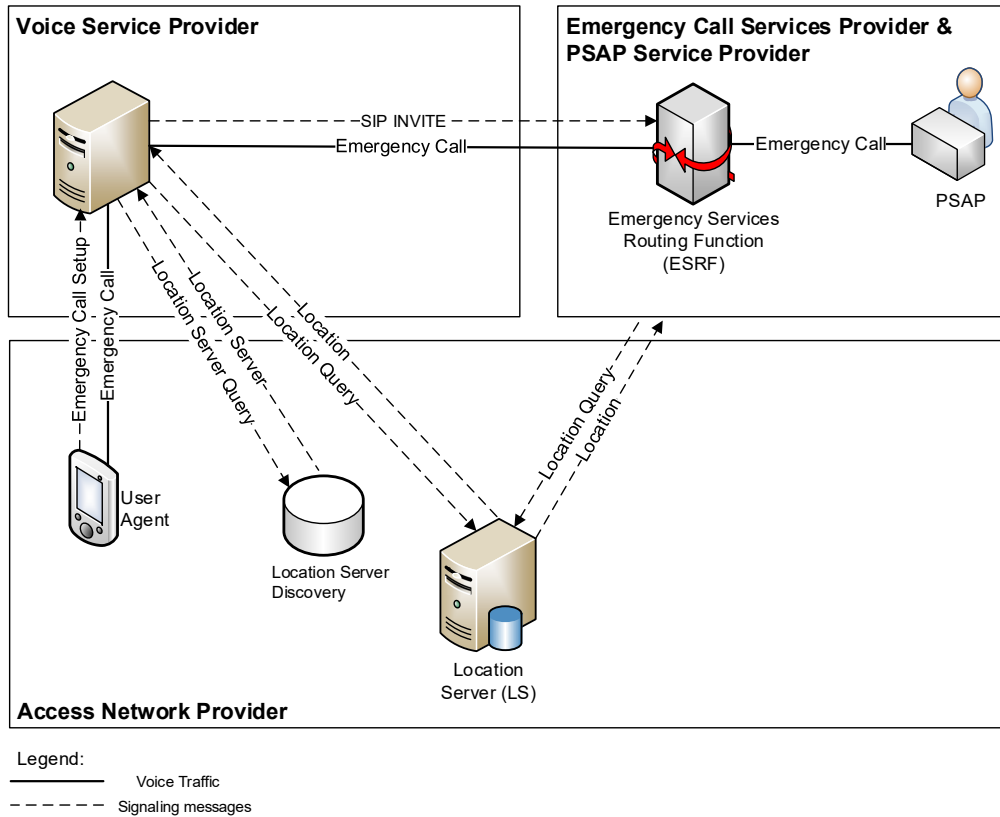 Voice Service Provider
Emergency Call Services Provider &
PSAP Service Provider
SIP INVITE
Emergency Call
Emergency Call
PSAP
Emergency Services
Routing Function
(ESRF)
Emergency Call Setup
Emergency Call
Location Server Query
Location Server
Location Query
Location
Location Query
Location
User
Agent
Location Server
Discovery
Location
Server (LS)
Access Network Provider
Legend:
Voice Traffic
Signaling messages